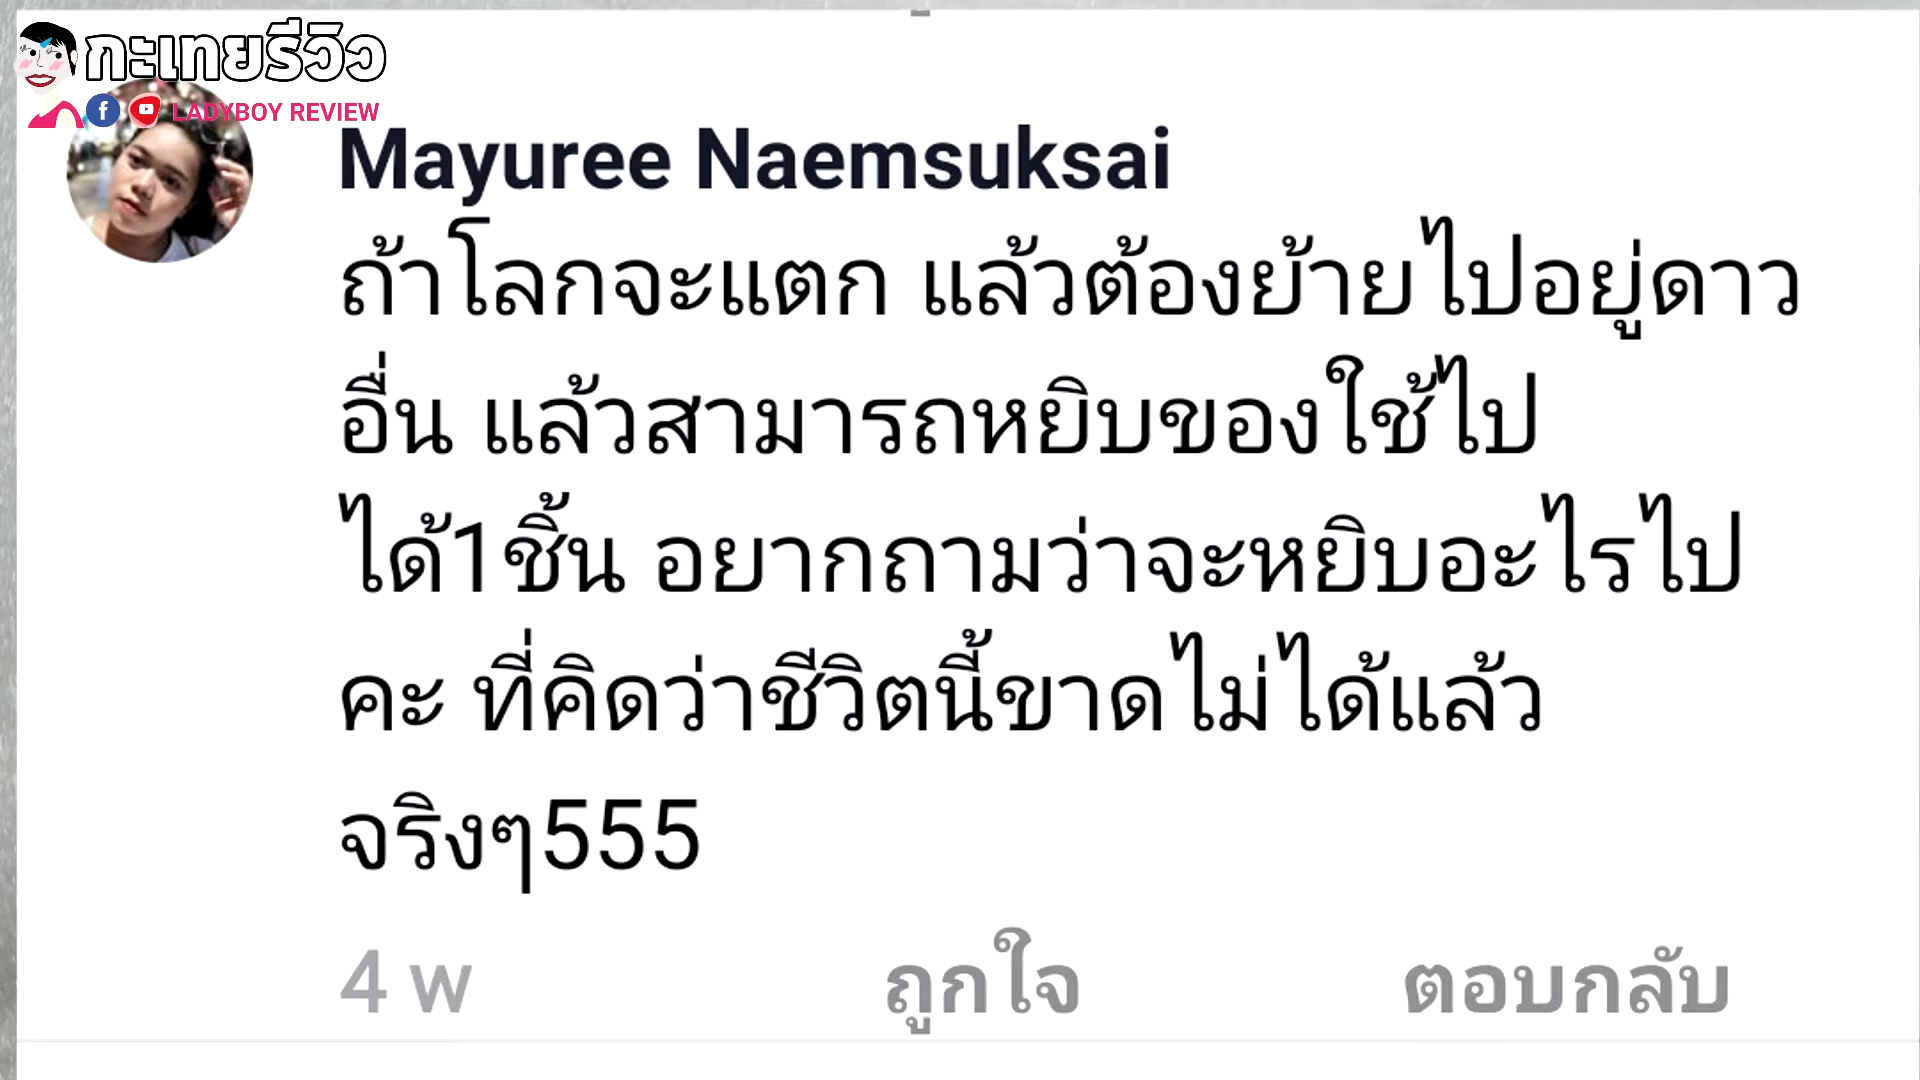 กะเทยรีวิว
LADYBOY REVIEW
Mayuree Naemsuksai
ถ้าโลกจะแตก แล้วต้องย้ายไปอยู่ดาว
อื่น แล้วสามารถหยิบของใช้ไป
ได้1ชิ้น อยากถามว่าจะหยิบอะไรไป
คะ ที่คิดว่าชีวิตนี้ขาดไม่ได้แล้ว
จริงๆ555
4 พ ถูกใจ ตอบกลับ